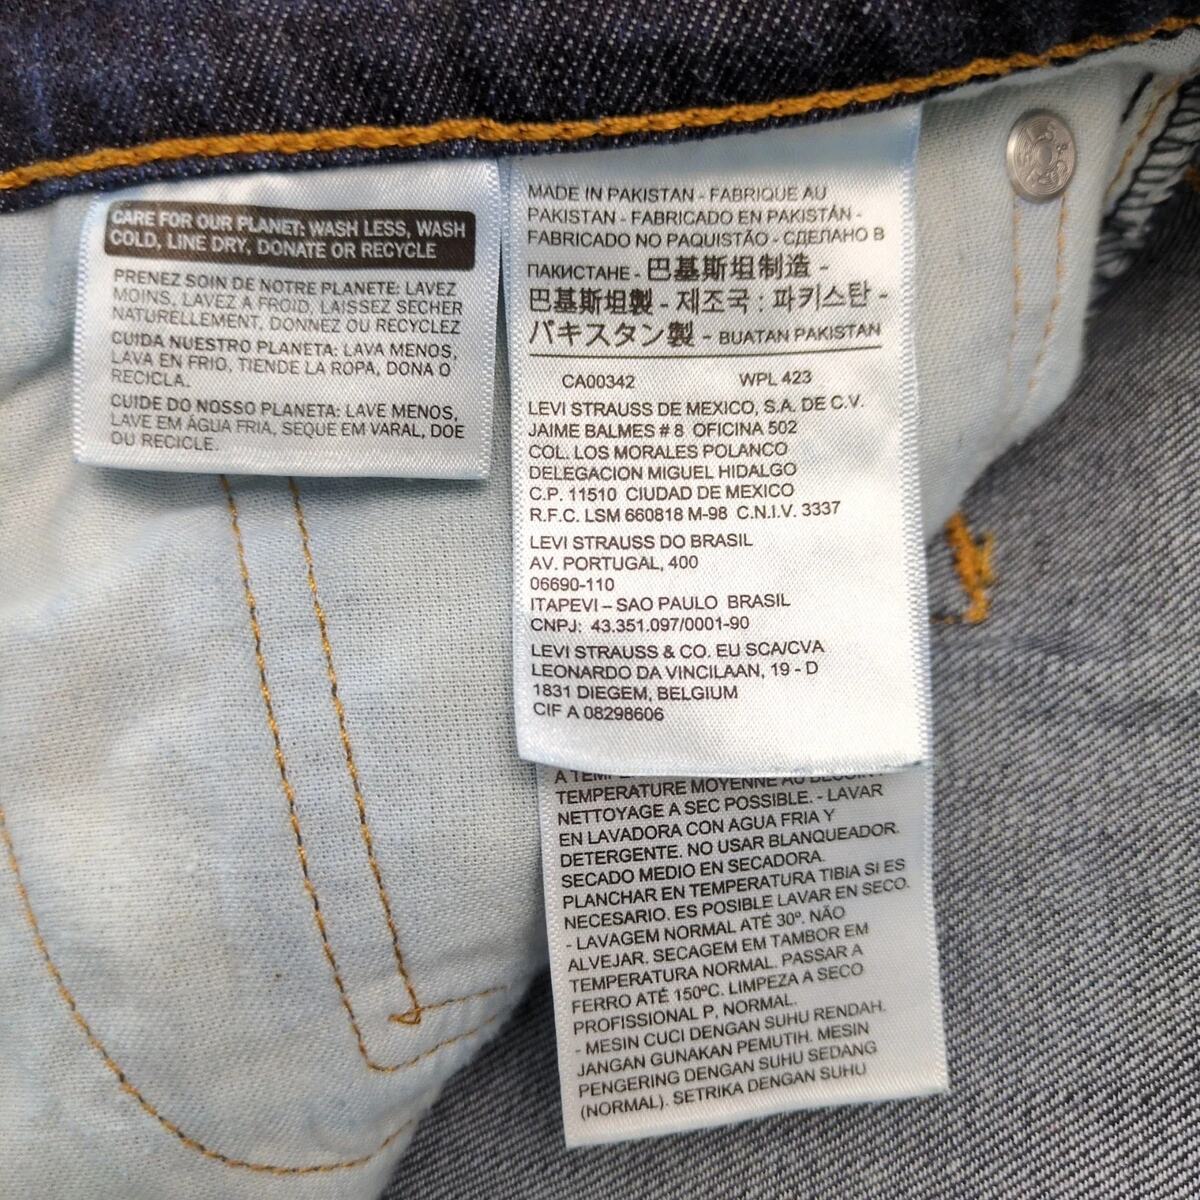 CARE FOR OUR PLANET: WASH LESS, WASH
COLD, LINE DRY, DONATE OR RECYCLE
PRENEZ SOIN DE NOTRE PLANETE: LAVEZ
MOINS, LAVEZ A FROID, LAISSEZ SECHER
NATURELLEMENT, DONNEZ OU RECYCLEZ
CUIDA NUESTRO PLANETA: LAVA MENOS,
LAVA EN FRIO, TIENDE LA ROPA, DONA O
RECICLA.
CUIDE DO NOSSO PLANETA: LAVE MENOS,
LAVE EM ÁGUA FRIA, SEQUE EM VARAL, DOE
OU RECICLE.
MADE IN PAKISTAN - FABRIQUE AU
PAKISTAN - FABRICADO EN PAKISTÁN -
FABRICADO NO PAQUISTÃO - СДЕЛАНО В
ПАКИСТАНЕ - 巴基斯坦制造 -
巴基斯坦製 - 제조국 : 파키스탄 -
パキスタン製 - BUATAN PAKISTAN
CA00342 WPL 423
LEVI STRAUSS DE MEXICO, S.A. DE C.V.
JAIME BALMES # 8 OFICINA 502
COL. LOS MORALES POLANCO
DELEGACION MIGUEL HIDALGO
C.P. 11510 CIUDAD DE MEXICO
R.F.C. LSM 660818 M-98 C.N.I.V. 3337
LEVI STRAUSS DO BRASIL
AV. PORTUGAL, 400
06690-110
ITAPEVI – SAO PAULO BRASIL
CNPJ: 43.351.097/0001-90
LEVI STRAUSS & CO. EU SCA/CVA
LEONARDO DA VINCILAAN, 19 - D
1831 DIEGEM, BELGIUM
CIF A 08298606
TEMPERATURE MOYENNE AU
NETTOYAGE A SEC POSSIBLE. - LAVAR
EN LAVADORA CON AGUA FRIA Y
DETERGENTE. NO USAR BLANQUEADOR.
SECADO MEDIO EN SECADORA.
PLANCHAR EN TEMPERATURA TIBIA SI ES
NECESARIO. ES POSIBLE LAVAR EN SECO.
- LAVAGEM NORMAL ATÉ 30º. NÃO
ALVEJAR. SECAGEM EM TAMBOR EM
TEMPERATURA NORMAL. PASSAR A
FERRO ATÉ 150ºC. LIMPEZA A SECO
PROFISSIONAL P, NORMAL.
- MESIN CUCI DENGAN SUHU RENDAH.
JANGAN GUNAKAN PEMUTIH. MESIN
PENGERING DENGAN SUHU SEDANG
(NORMAL). SETRIKA DENGAN SUHU